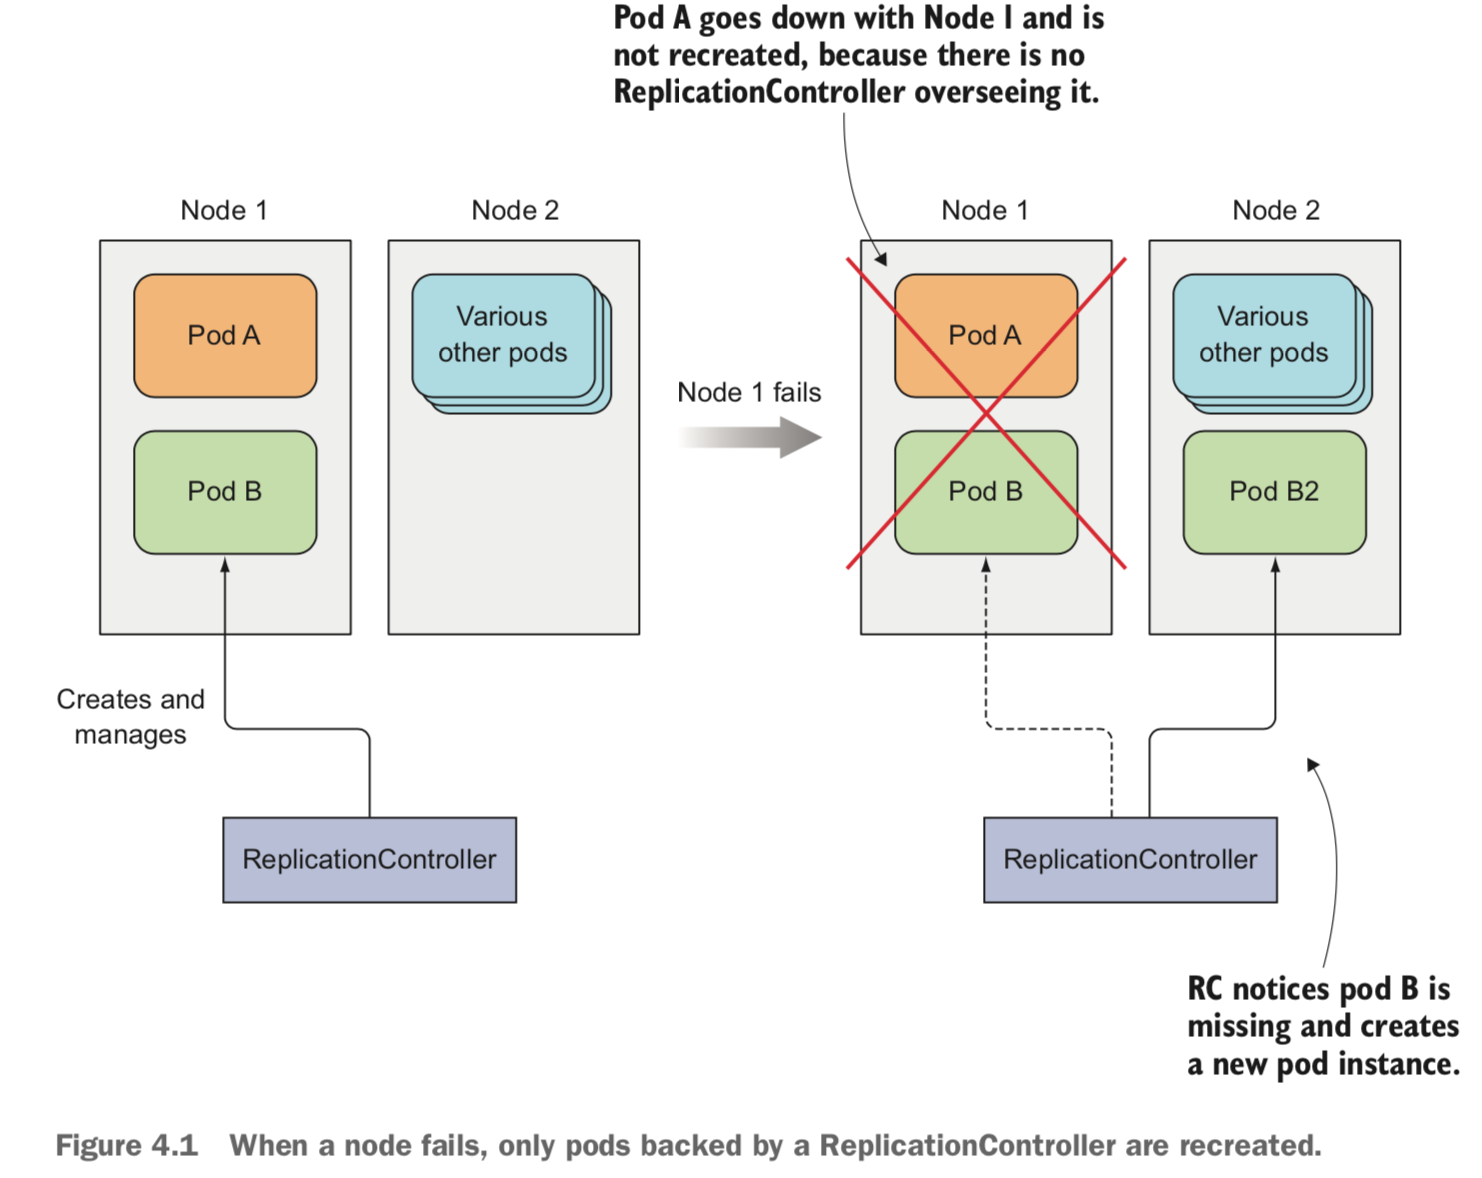 Pod A goes down with Node 1 and is
not recreated, because there is no
ReplicationController overseeing it.
Node 1
Node 2
Pod A
Various
other pods
Pod B
Creates and
manages
ReplicationController
Node 1 fails
Node 1
Node 2
Pod A
Various
other pods
Pod B
Pod B2
ReplicationController
RC notices pod B is
missing and creates
a new pod instance.
Figure 4.1 When a node fails, only pods backed by a ReplicationController are recreated.